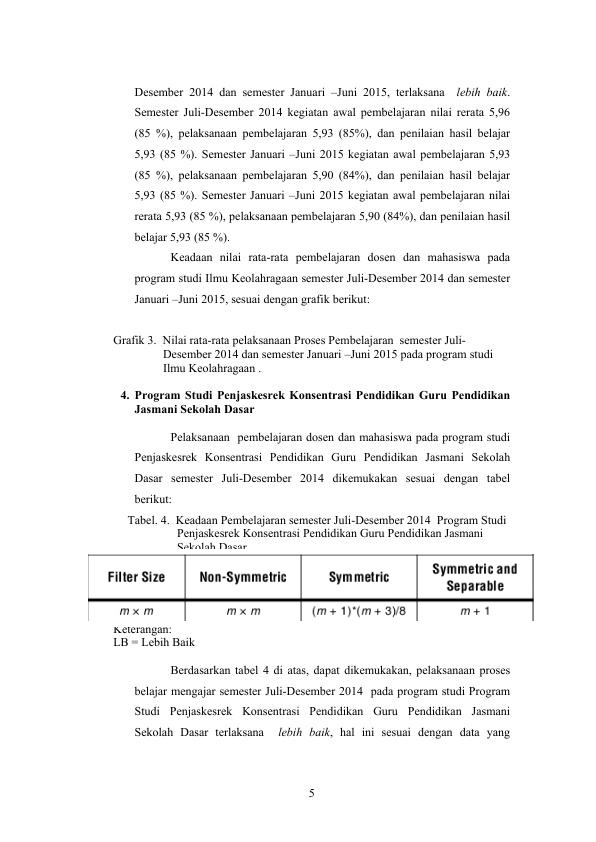 Desember 2014 dan semester Januari –Juni 2015, terlaksana lebih baik.
Semester Juli-Desember 2014 kegiatan awal pembelajaran nilai rerata 5,96
(85 %), pelaksanaan pembelajaran 5,93 (85%), dan penilaian hasil belajar
5,93 (85 %). Semester Januari –Juni 2015 kegiatan awal pembelajaran 5,93
(85 %), pelaksanaan pembelajaran 5,90 (84%), dan penilaian hasil belajar
5,93 (85 %). Semester Januari –Juni 2015 kegiatan awal pembelajaran nilai
rerata 5,93 (85 %), pelaksanaan pembelajaran 5,90 (84%), dan penilaian hasil
belajar 5,93 (85 %).
Keadaan nilai rata-rata pembelajaran dosen dan mahasiswa pada
program studi Ilmu Keolahragaan semester Juli-Desember 2014 dan semester
Januari –Juni 2015, sesuai dengan grafik berikut:
Grafik 3. Nilai rata-rata pelaksanaan Proses Pembelajaran semester Juli-
Desember 2014 dan semester Januari –Juni 2015 pada program studi
Ilmu Keolahragaan .
4. Program Studi Penjaskesrek Konsentrasi Pendidikan Guru Pendidikan
Jasmani Sekolah Dasar
Pelaksanaan pembelajaran dosen dan mahasiswa pada program studi
Penjaskesrek Konsentrasi Pendidikan Guru Pendidikan Jasmani Sekolah
Dasar semester Juli-Desember 2014 dikemukakan sesuai dengan tabel
berikut:
Tabel. 4. Keadaan Pembelajaran semester Juli-Desember 2014 Program Studi
Penjaskesrek Konsentrasi Pendidikan Guru Pendidikan Jasmani
Sekolah Dasar
Filter Size Non-Symmetric Symmetric Symmetric and
Separable
m × m m × m (m + 1)*(m + 3)/8 m + 1
Keterangan:
LB = Lebih Baik
Berdasarkan tabel 4 di atas, dapat dikemukakan, pelaksanaan proses
belajar mengajar semester Juli-Desember 2014 pada program studi Program
Studi Penjaskesrek Konsentrasi Pendidikan Guru Pendidikan Jasmani
Sekolah Dasar terlaksana lebih baik, hal ini sesuai dengan data yang
5